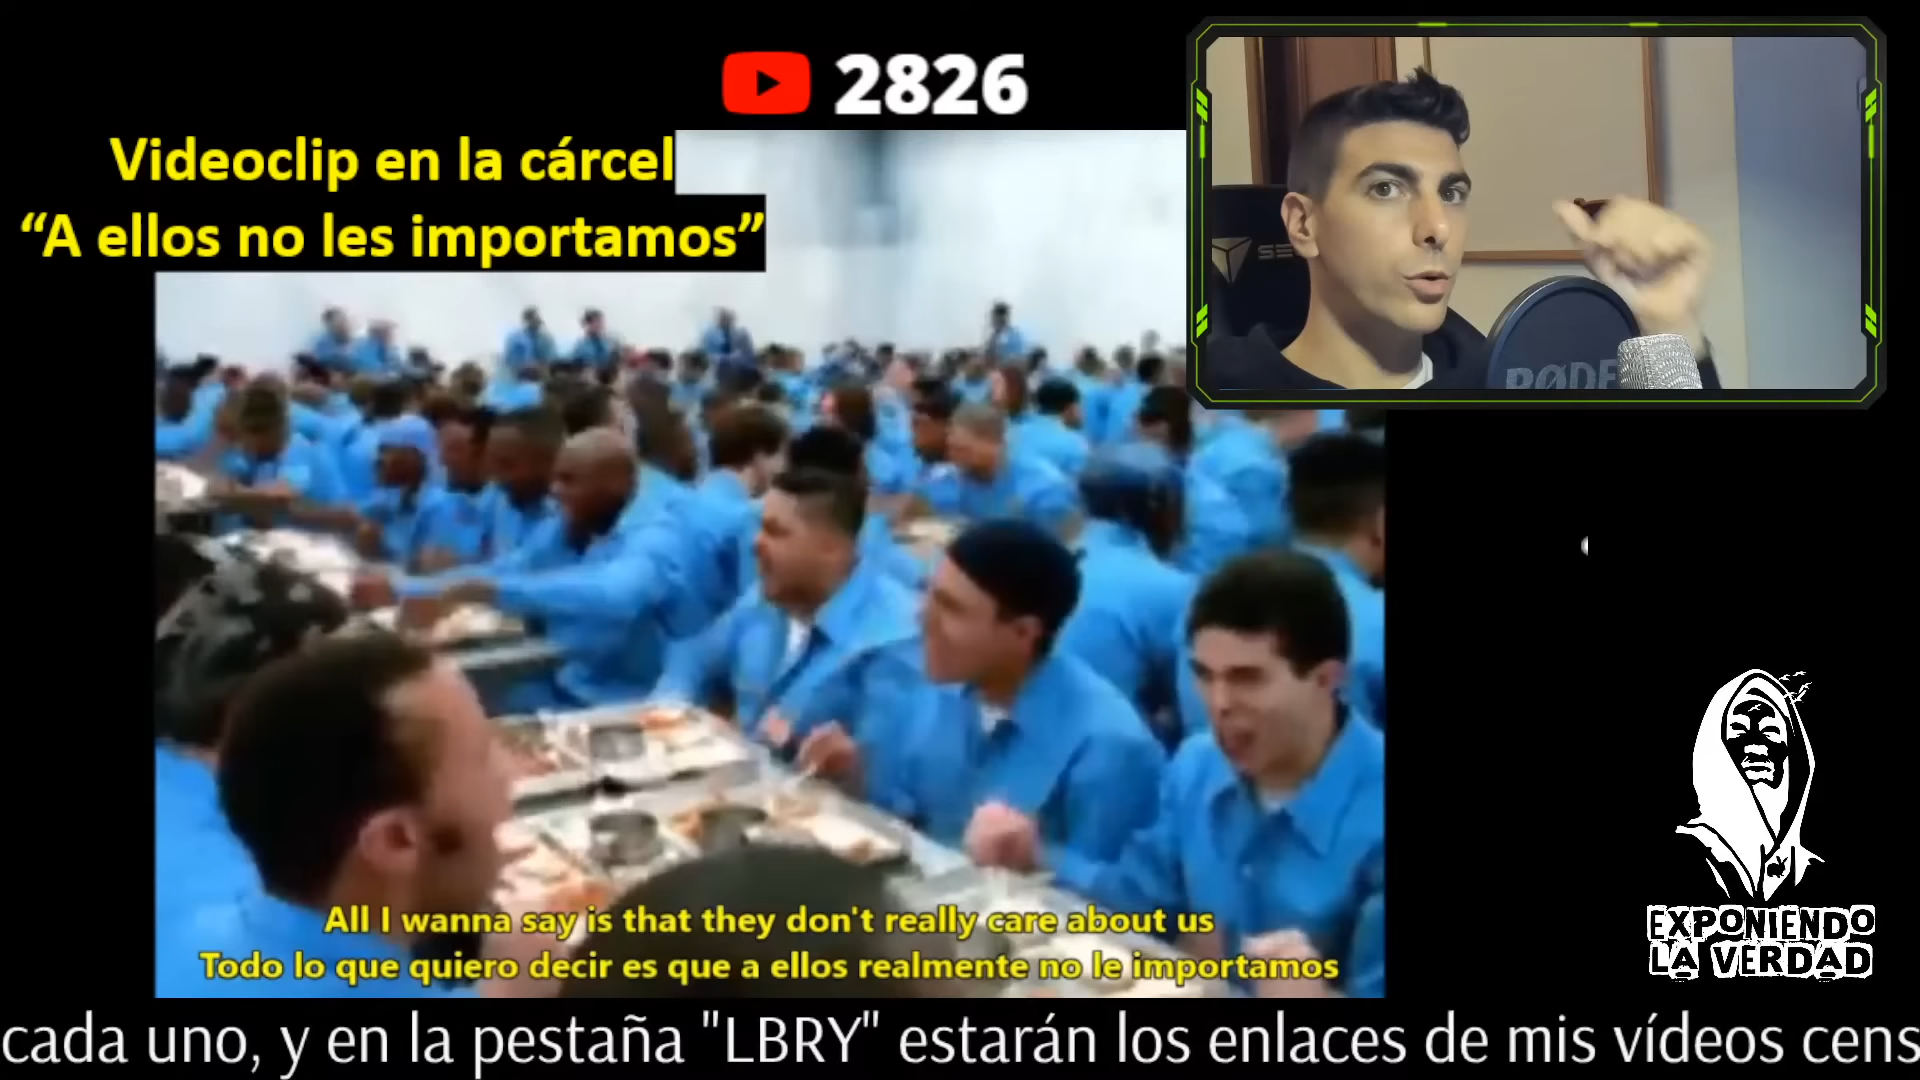 2826
Videoclip en la cárcel
“A ellos no les importamos”
SE
RØDE
All I wanna say is that they don't really care about us
Todo lo que quiero decir es que a ellos realmente no le importamos
EXPONIENDO
LA VERDAD
cada uno, y en la pestaña "LBRY" estarán los enlaces de mis vídeos cens